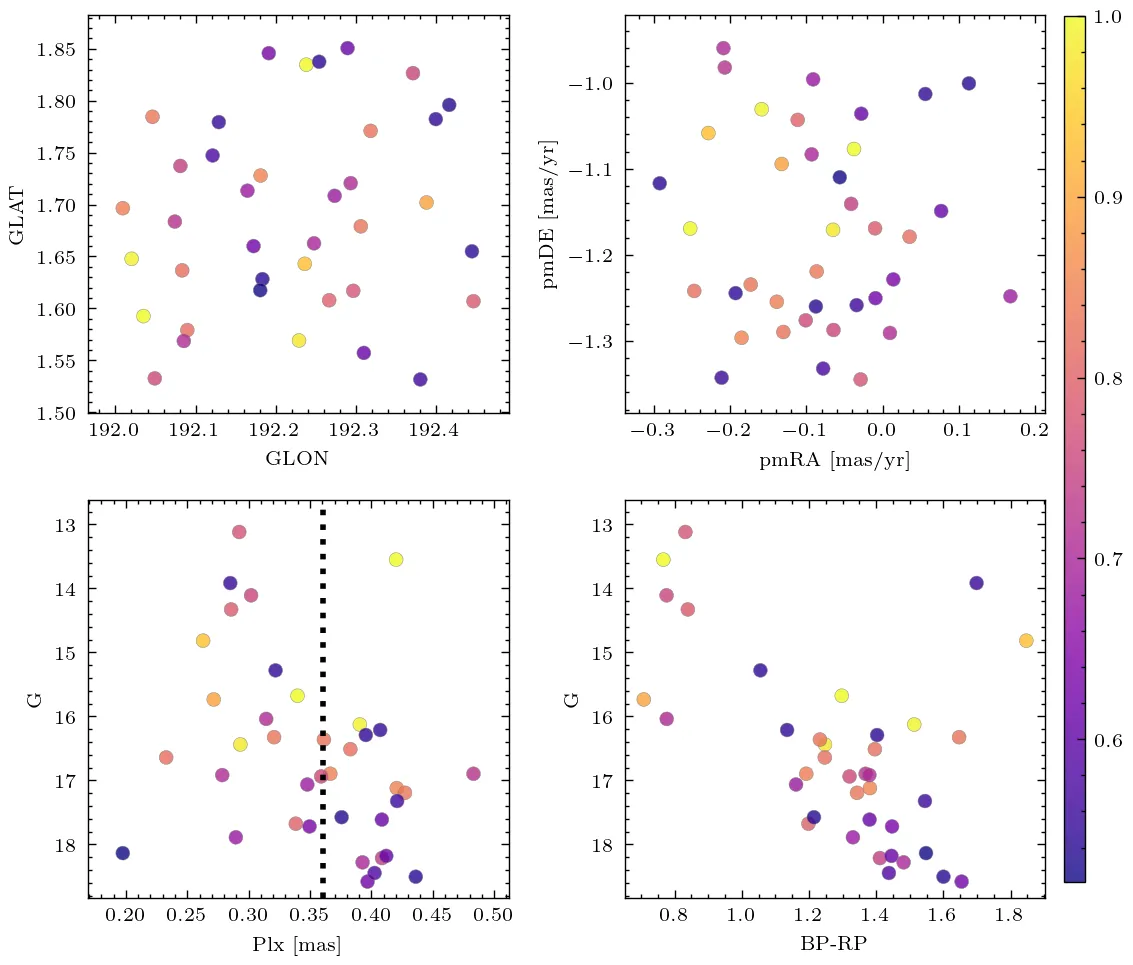 1.85
1.80
1.75
1.70
1.65
1.60
1.55
1.50
GLAT
192.0 192.1 192.2 192.3 192.4
GLON
−1.0
−1.1
−1.2
−1.3
pmDE [mas/yr]
−0.3 −0.2 −0.1 0.0 0.1 0.2
pmRA [mas/yr]
13
14
15
16
17
18
G
0.20 0.25 0.30 0.35 0.40 0.45 0.50
Plx [mas]
13
14
15
16
17
18
G
0.8 1.0 1.2 1.4 1.6 1.8
BP-RP
1.0
0.9
0.8
0.7
0.6